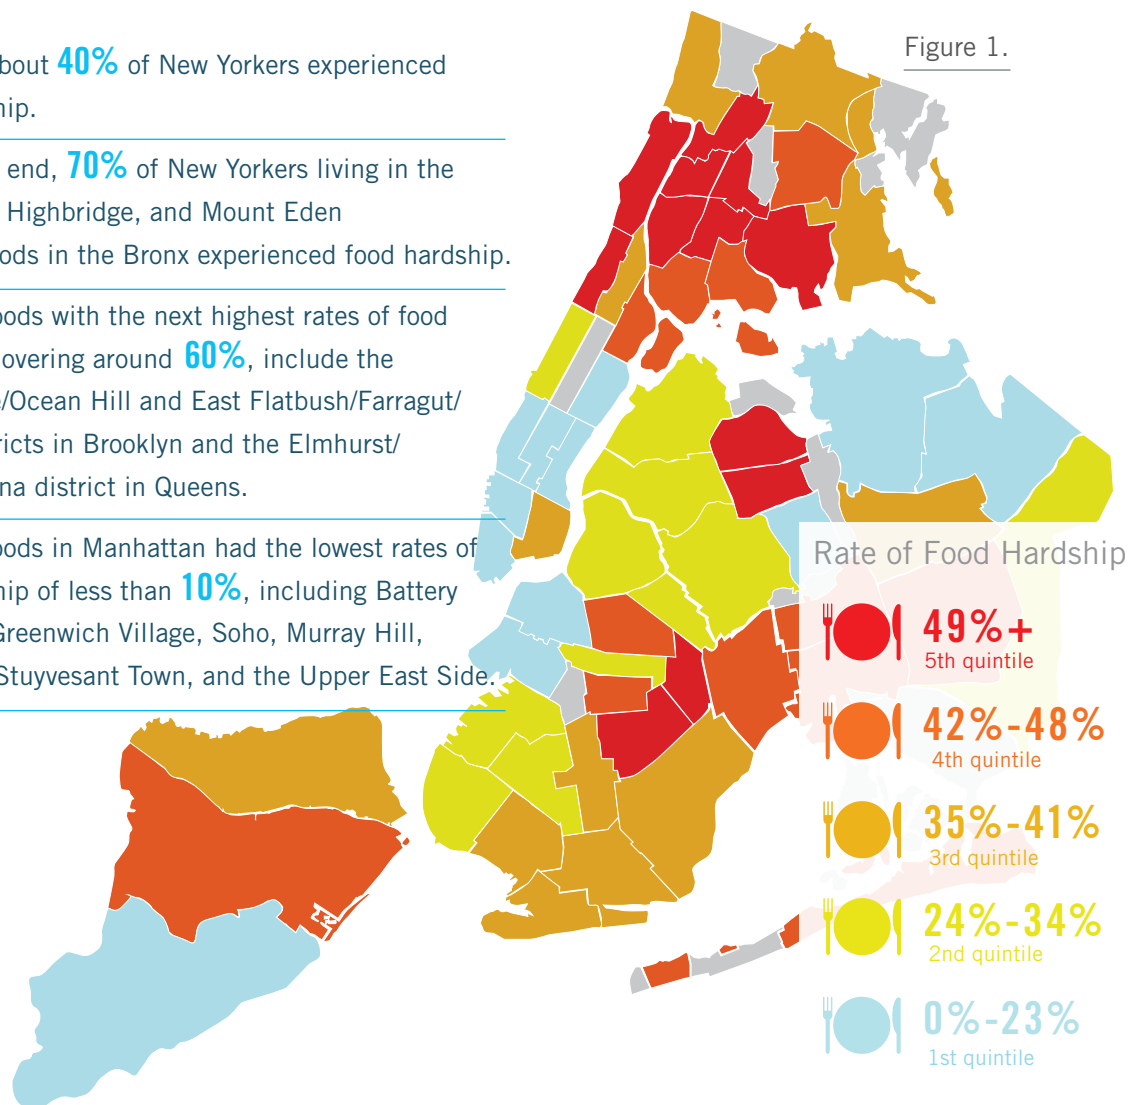 bout 40% of New Yorkers experienced
hip.
end, 70% of New Yorkers living in the
Highbridge, and Mount Eden
ods in the Bronx experienced food hardship.
oods with the next highest rates of food
overing around 60%, include the
e/Ocean Hill and East Flatbush/Farragut/
ricts in Brooklyn and the Elmhurst/
na district in Queens.
oods in Manhattan had the lowest rates of
hip of less than 10%, including Battery
Greenwich Village, Soho, Murray Hill,
Stuyvesant Town, and the Upper East Side.
Figure 1.
Rate of Food Hardship
49%+
5th quintile
42%-48%
4th quintile
35%-41%
3rd quintile
24%-34%
2nd quintile
0%-23%
1st quintile